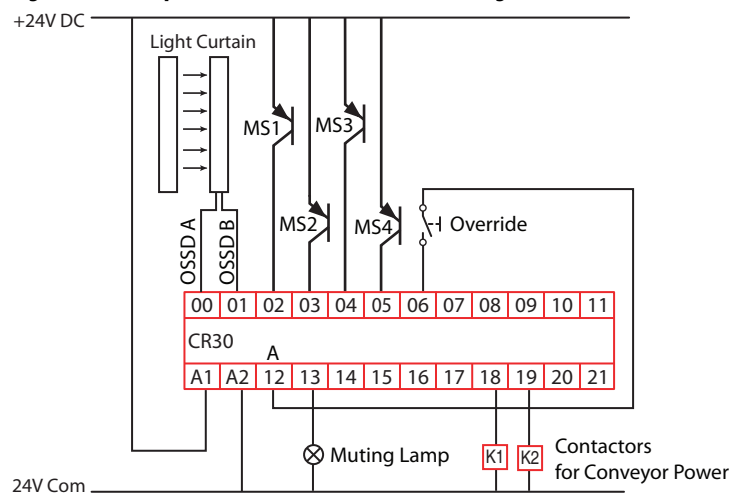 +24V DC
Light Curtain
MS1
MS3
MS2
MS4
Override
OSSD A
OSSD B
00 01 02 03 04 05 06 07 08 09 10 11
CR30
A
A1 A2 12 13 14 15 16 17 18 19 20 21
Muting Lamp
K1
K2
Contactors
for Conveyor Power
24V Com